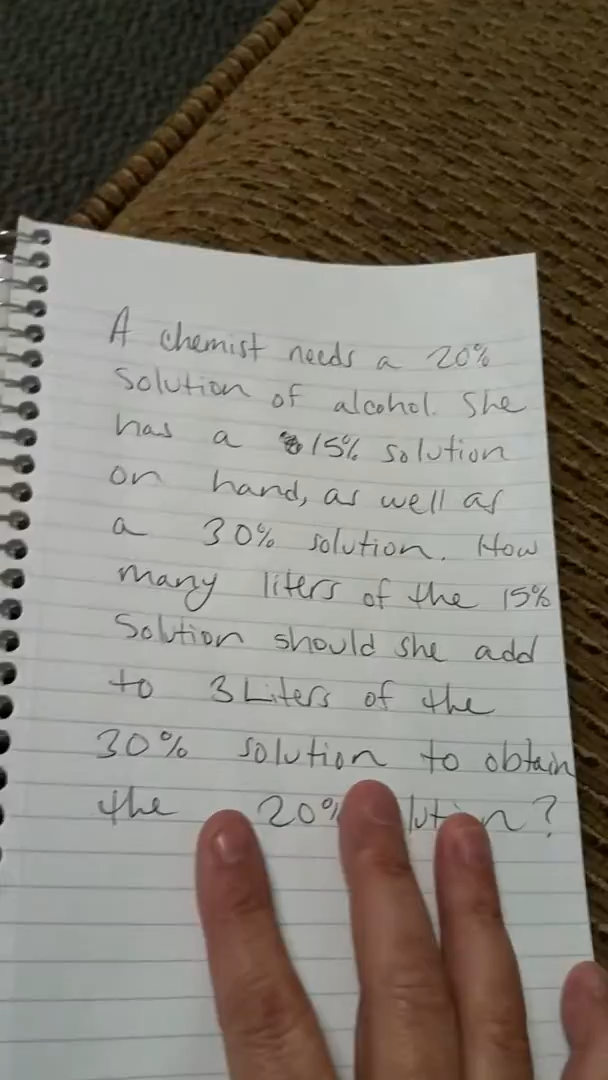 A chemist needs a 20%
solution of alcohol. She
has a 15% solution
on hand, as well as
a 30% solution. How
many liters of the 15%
Solution should she add
to 3 Liters of the
30% solution to obtain
the 20%